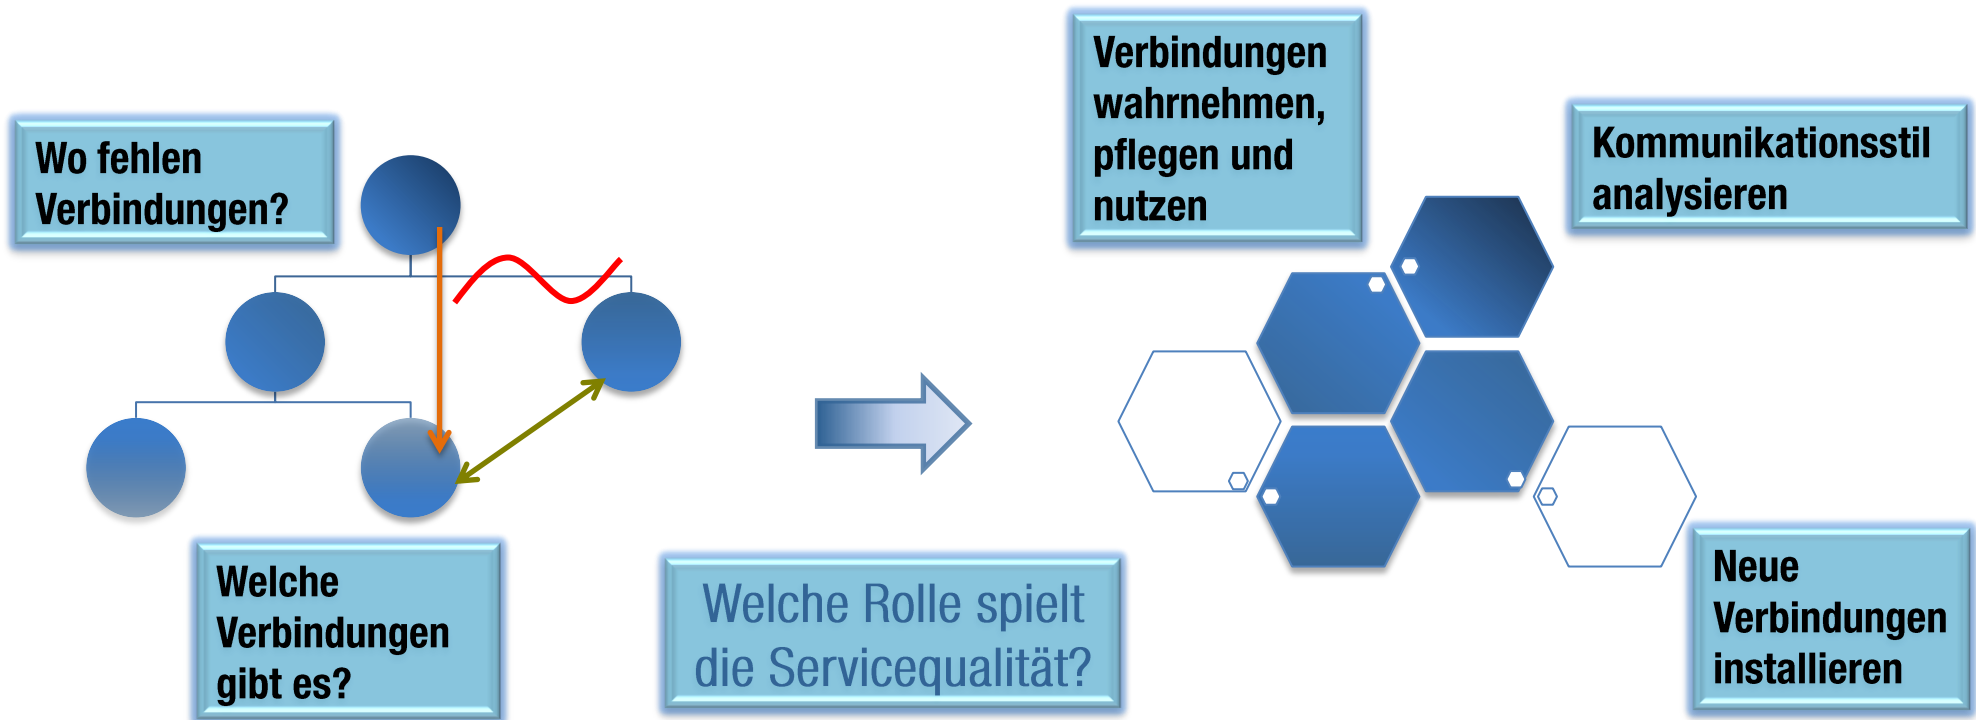 Wo fehlen
Verbindungen?
Welche
Verbindungen
gibt es?
Welche Rolle spielt
die Servicequalität?
Verbindungen
wahrnehmen,
pflegen und
nutzen
Kommunikationsstil
analysieren
Neue
Verbindungen
installieren